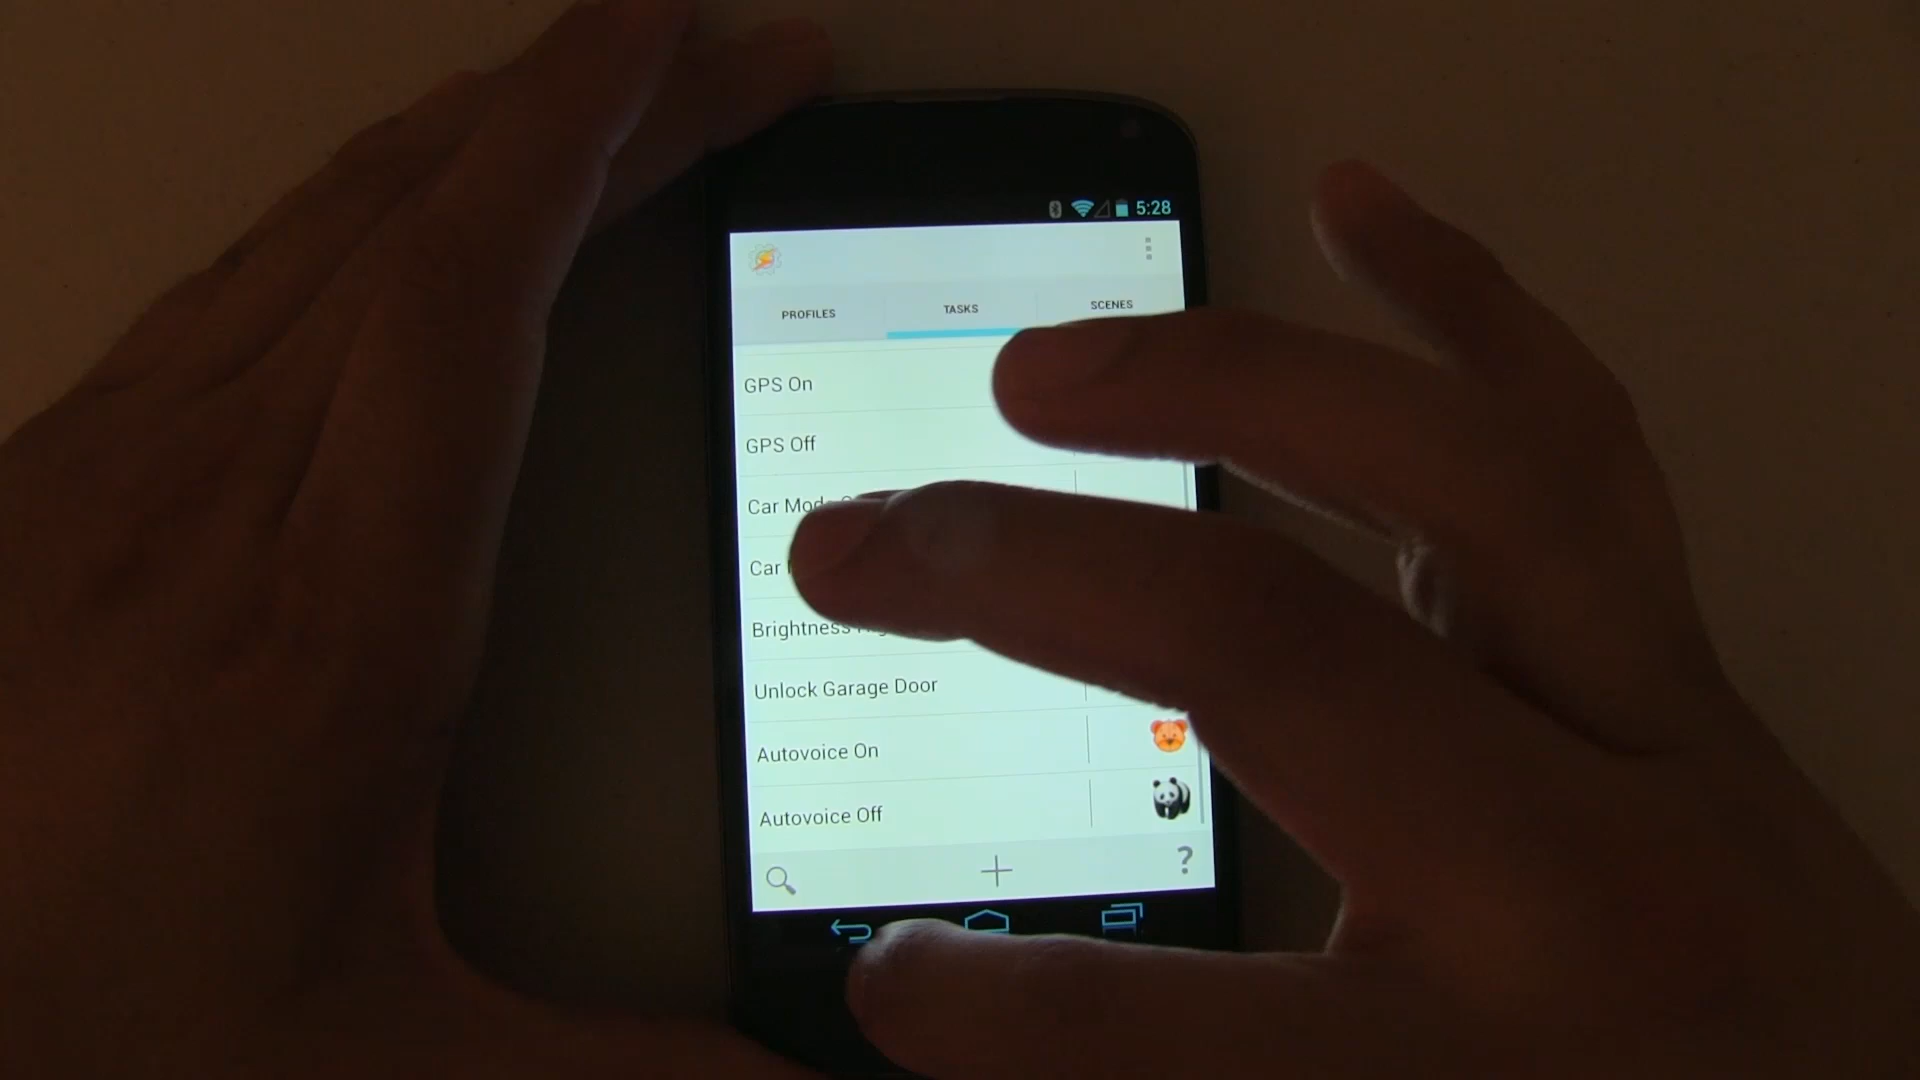 5:28
PROFILES TASKS SCENES
GPS On
GPS Off
Car Mode
Car
Brightness
Unlock Garage Door
Autovoice On
Autovoice Off
?